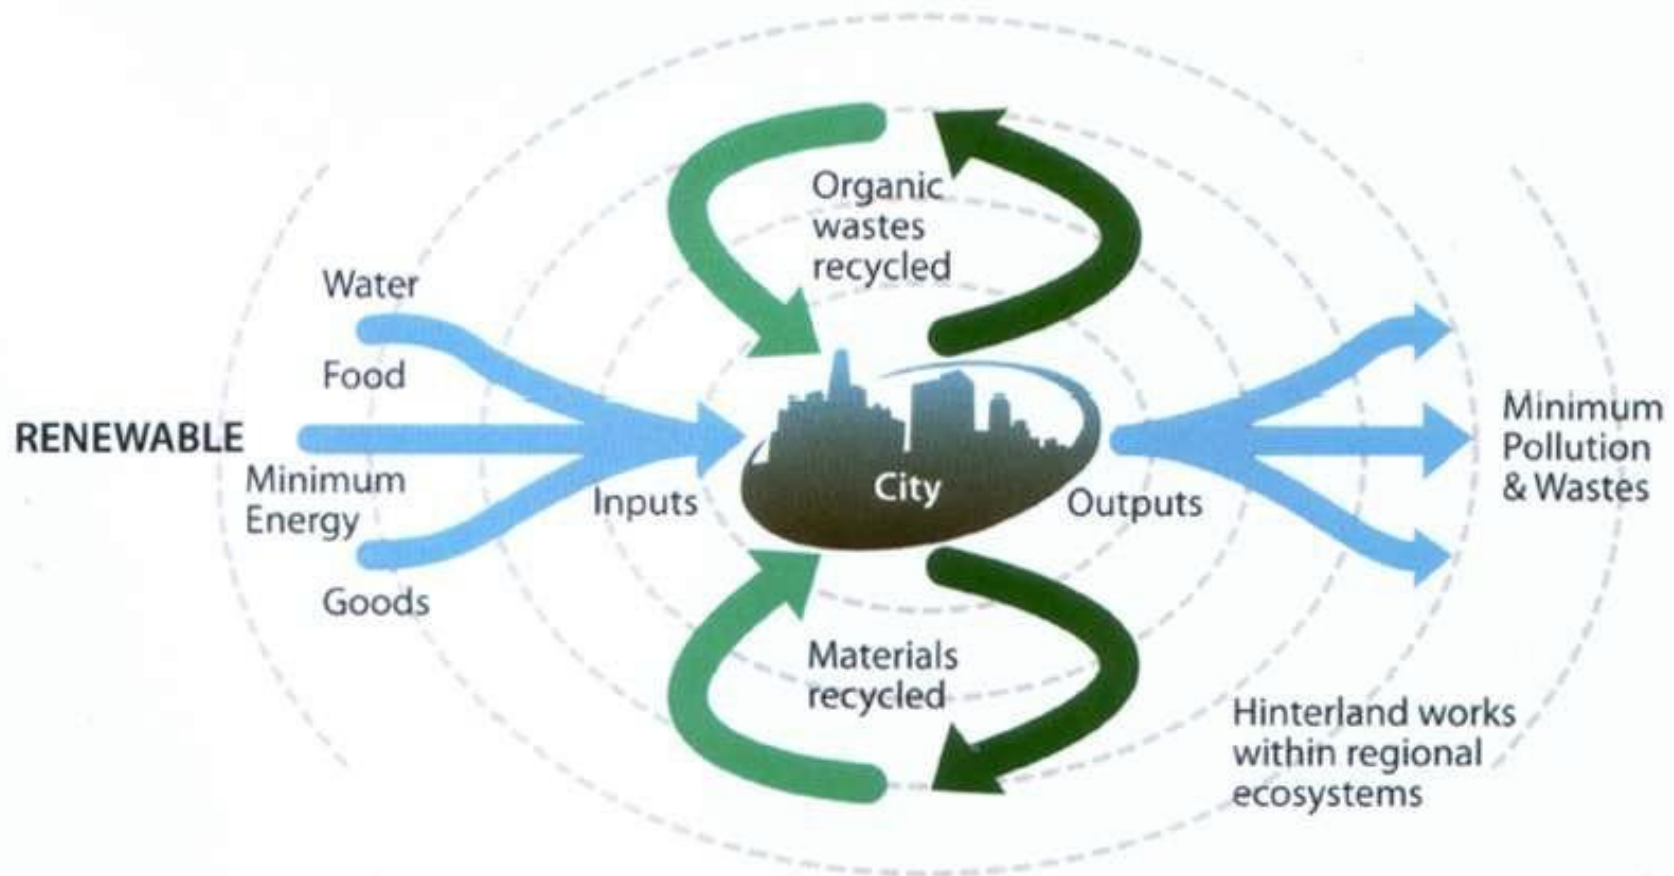 Organic
wastes
recycled
Water
Food
RENEWABLE
Minimum
Energy
Goods
Inputs
City
Outputs
Minimum
Pollution
& Wastes
Materials
recycled
Hinterland works
within regional
ecosystems